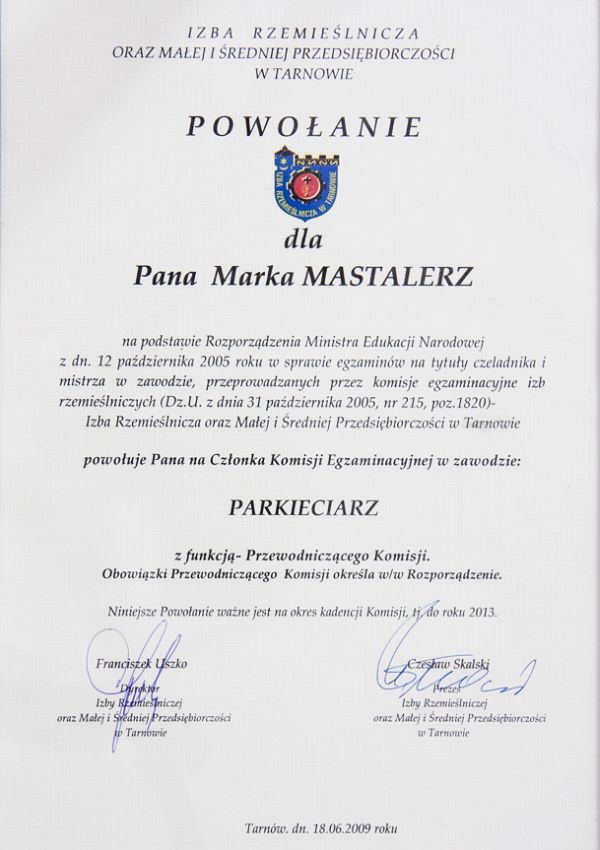 IZBA RZEMIEŚLNICZA
ORAZ MAŁEJ I ŚREDNIEJ PRZEDSIĘBIORCZOŚCI
W TARNOWIE
POWOŁANIE
IZBA RZEMIEŚLNICZA W TARNOWIE
dla
Pana Marka MASTALERZ
na podstawie Rozporządzenia Ministra Edukacji Narodowej
z dn. 12 października 2005 roku w sprawie egzaminów na tytuły czeladnika i
mistrza w zawodzie, przeprowadzanych przez komisje egzaminacyjne izb
rzemieślniczych (Dz.U. z dnia 31 października 2005, nr 215, poz.1820)-
Izba Rzemieślnicza oraz Małej i Średniej Przedsiębiorczości w Tarnowie
powołuje Pana na Członka Komisji Egzaminacyjnej w zawodzie:
PARKIECIARZ
z funkcją- Przewodniczącego Komisji.
Obowiązki Przewodniczącego Komisji określa w/w Rozporządzenie.
Niniejsze Powołanie ważne jest na okres kadencji Komisji, tj. do roku 2013.
Franciszek Uszko
Dyrektor
Izby Rzemieślniczej
oraz Małej i Średniej Przedsiębiorczości
w Tarnowie
Czesław Skalski
Prezes
Izby Rzemieślniczej
oraz Małej i Średniej Przedsiębiorczości
w Tarnowie
Tarnów. dn. 18.06.2009 roku